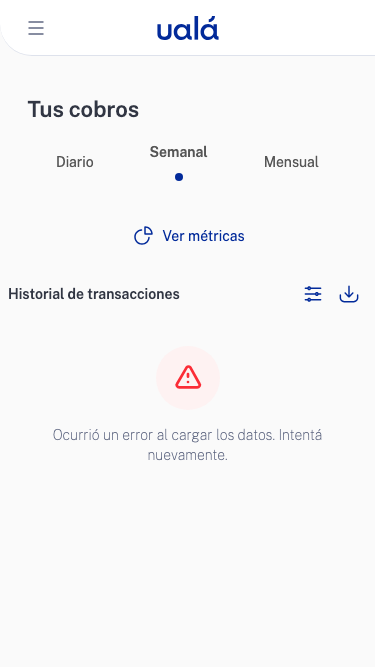 ualá
Tus cobros
Diario
Semanal
Mensual
Ver métricas
Historial de transacciones
Ocurrió un error al cargar los datos. Intentá
nuevamente.